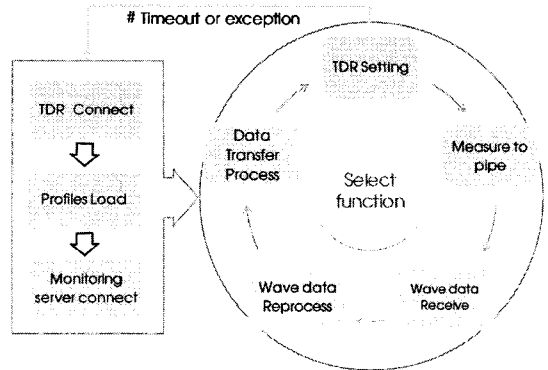 # Timeout or exception
TDR Connect
Profiles Load
Monitoring
server connect
TDR Setting
Measure to
pipe
Wave data
Receive
Wave data
Reprocess
Data
Transfer
Process
Select
function